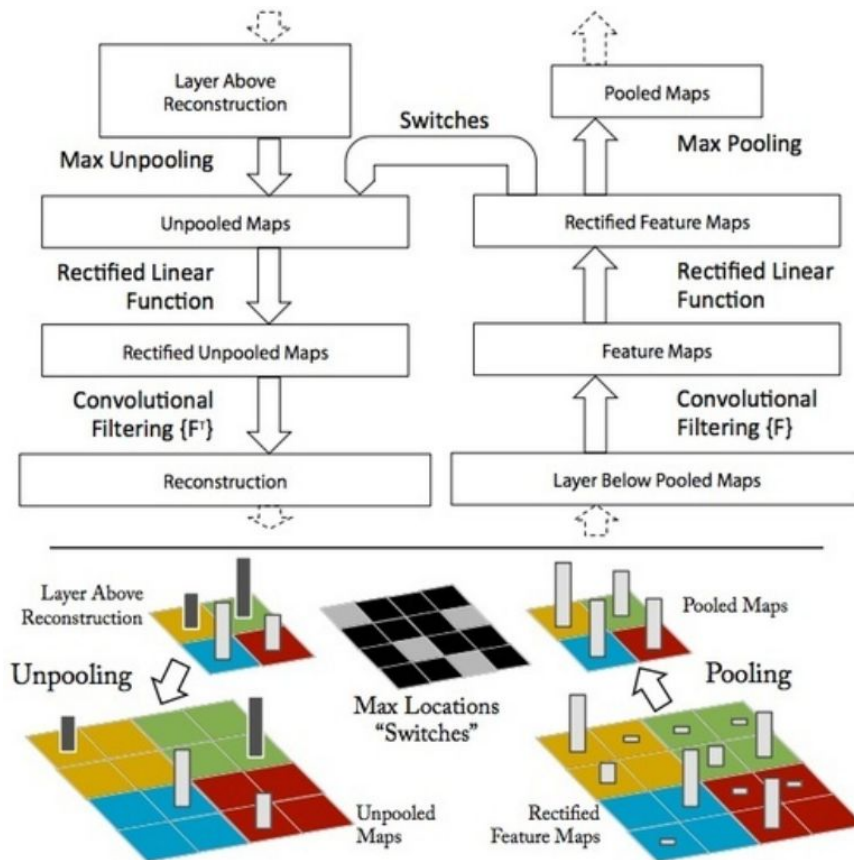 Layer Above
Reconstruction
Pooled Maps
Switches
Max Unpooling
Max Pooling
Unpooled Maps
Rectified Feature Maps
Rectified Linear
Function
Rectified Linear
Function
Rectified Unpooled Maps
Feature Maps
Convolutional
Filtering {Fᵀ}
Convolutional
Filtering {F}
Reconstruction
Layer Below Pooled Maps
Layer Above
Reconstruction
Pooled Maps
Unpooling
Pooling
Max Locations
“Switches”
Unpooled
Maps
Rectified
Feature Maps